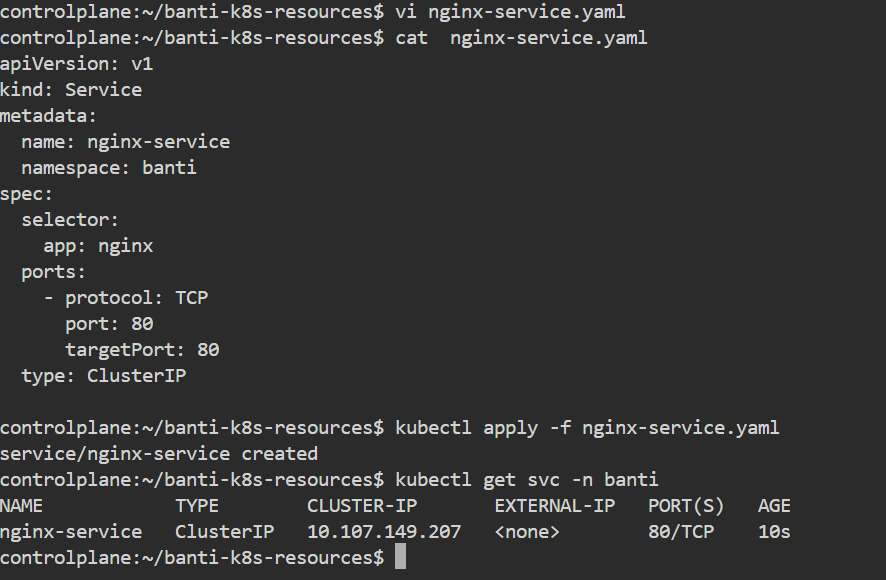 controlplane:~/banti-k8s-resources$ vi nginx-service.yaml
controlplane:~/banti-k8s-resources$ cat  nginx-service.yaml
apiVersion: v1
kind: Service
metadata:
  name: nginx-service
  namespace: banti
spec:
  selector:
    app: nginx
  ports:
    - protocol: TCP
      port: 80
      targetPort: 80
  type: ClusterIP

controlplane:~/banti-k8s-resources$ kubectl apply -f nginx-service.yaml
service/nginx-service created
controlplane:~/banti-k8s-resources$ kubectl get svc -n banti
NAME            TYPE        CLUSTER-IP       EXTERNAL-IP   PORT(S)   AGE
nginx-service   ClusterIP   10.107.149.207   <none>        80/TCP    10s
controlplane:~/banti-k8s-resources$